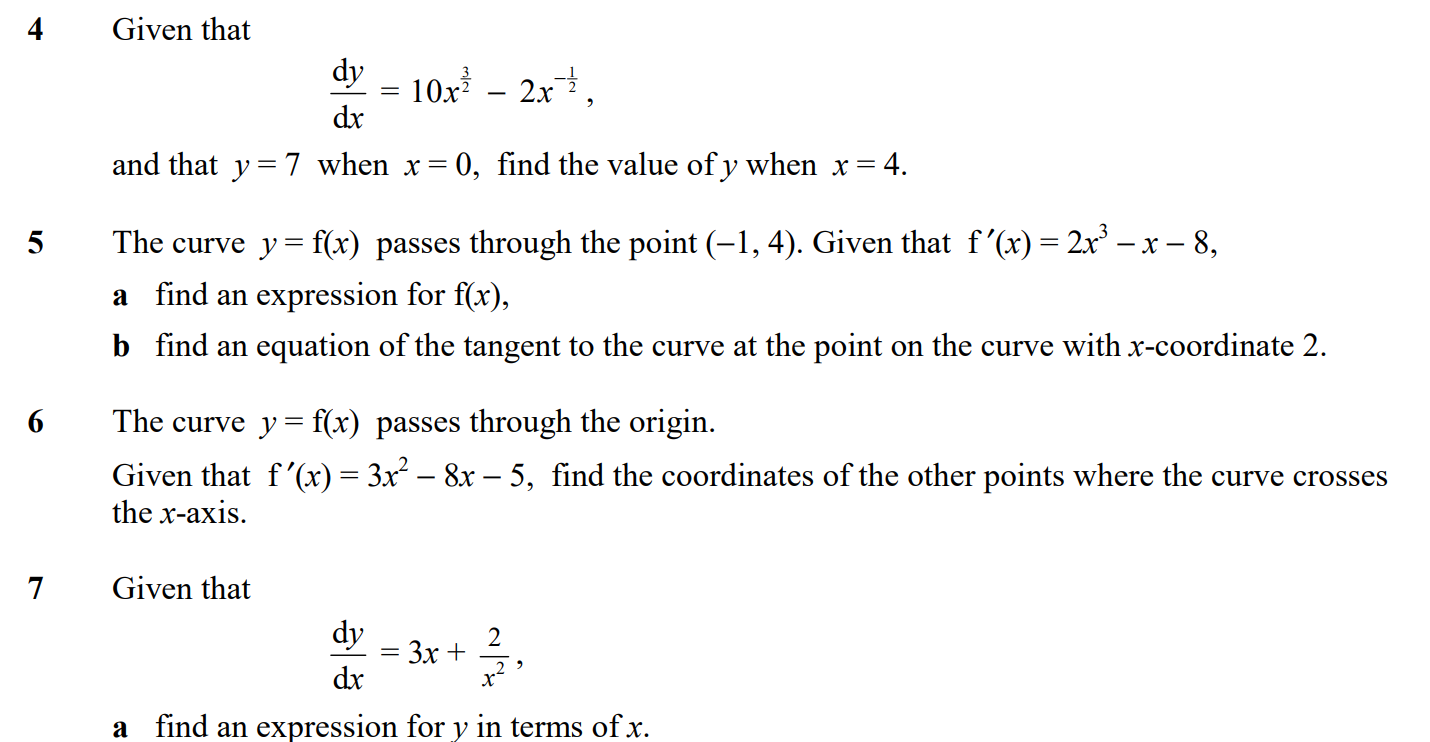 4 Given that
dy/dx = 10x^(3/2) – 2x^(–1/2) ,
and that y = 7 when x = 0, find the value of y when x = 4.
5 The curve y = f(x) passes through the point (–1, 4). Given that f ′(x) = 2x³ – x – 8,
a find an expression for f(x),
b find an equation of the tangent to the curve at the point on the curve with x-coordinate 2.
6 The curve y = f(x) passes through the origin.
Given that f ′(x) = 3x² – 8x – 5, find the coordinates of the other points where the curve crosses
the x-axis.
7 Given that
dy/dx = 3x + 2/x² ,
a find an expression for y in terms of x.